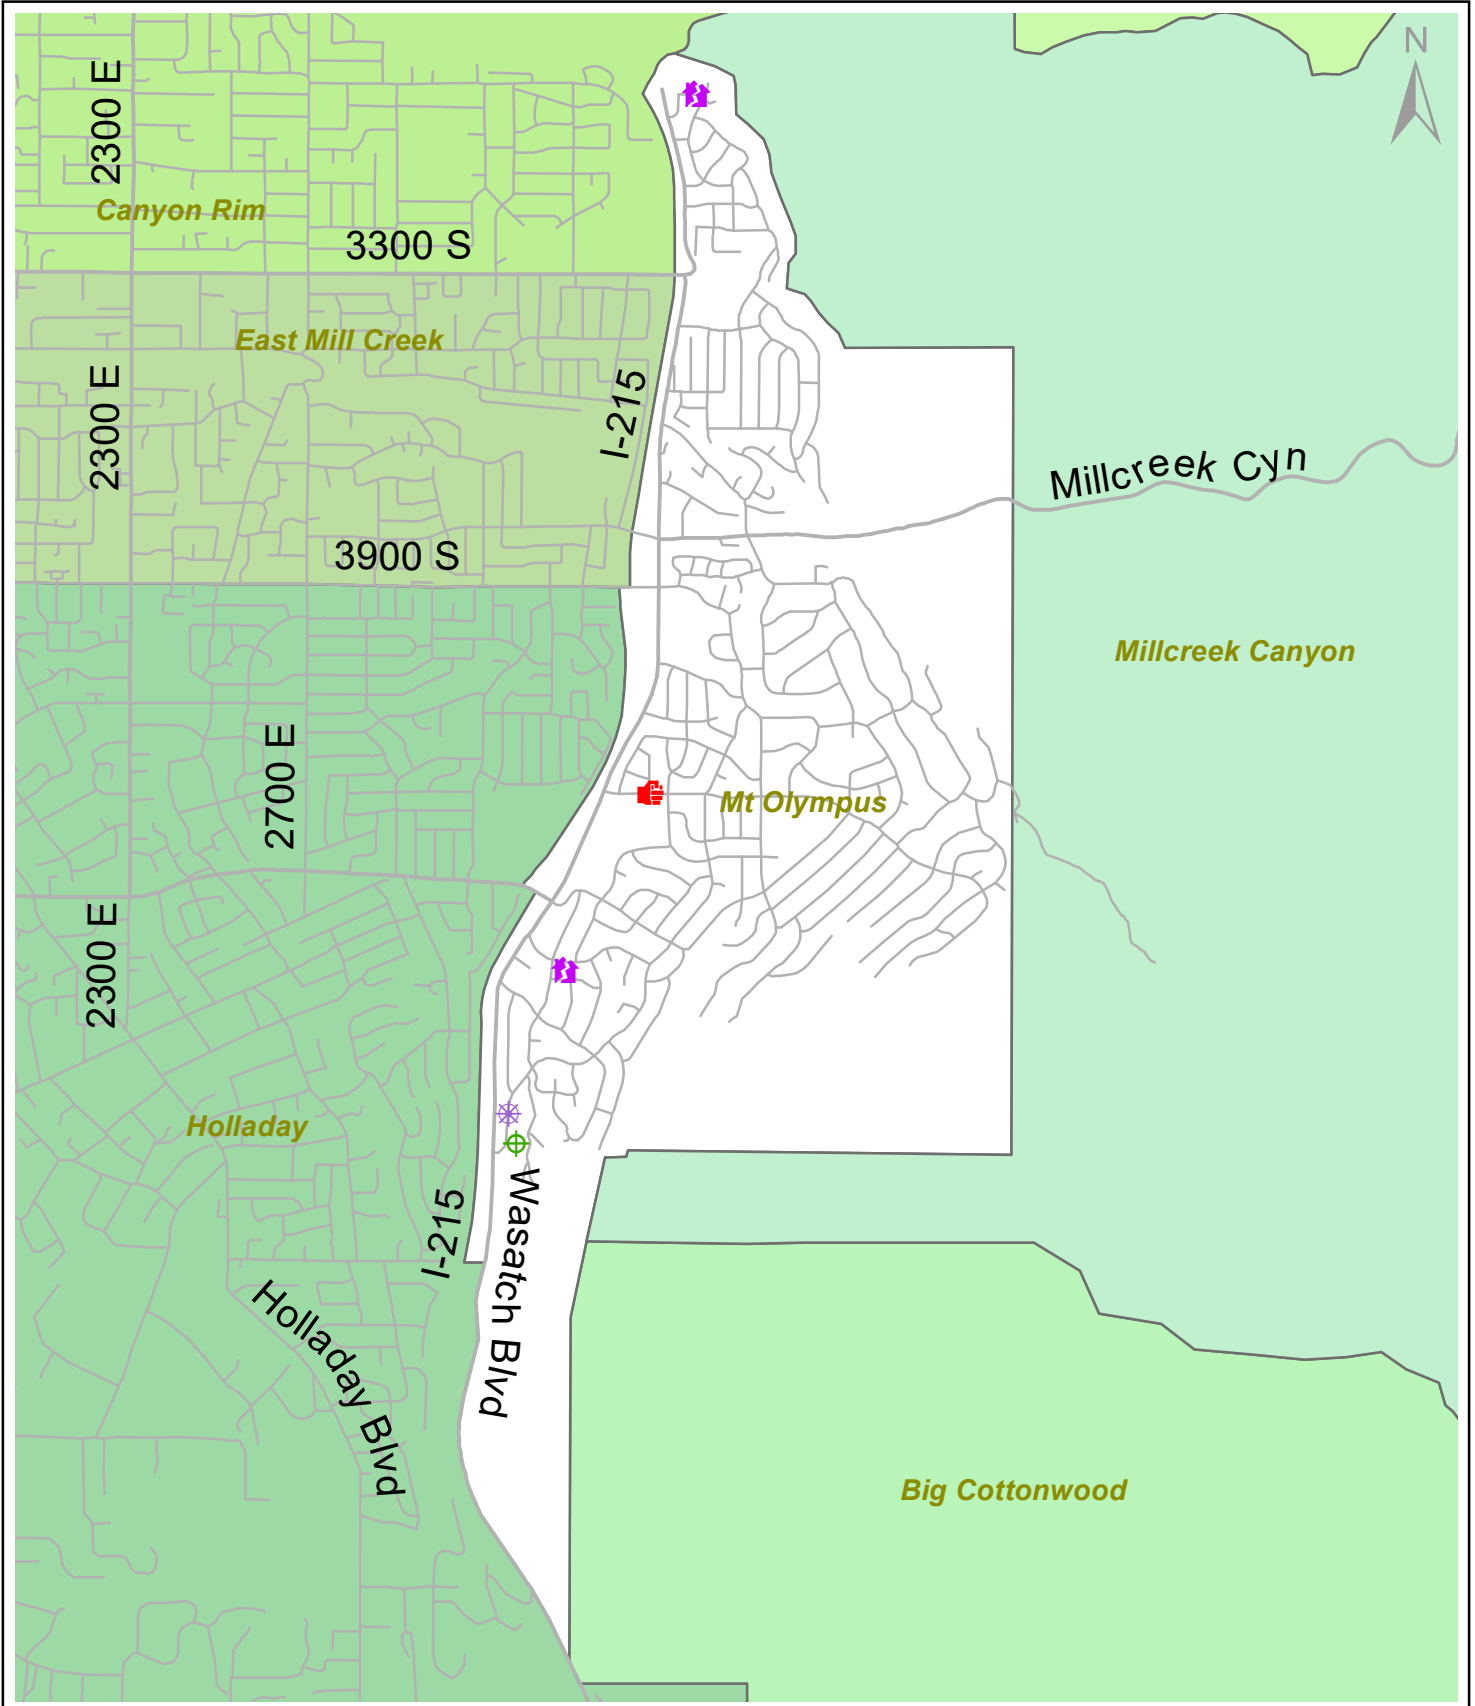 N
2300 E
Canyon Rim
3300 S
East Mill Creek
I-215
2300 E
Millcreek Cyn
3900 S
Millcreek Canyon
2700 E
Mt Olympus
2300 E
Holladay
I-215
Wasatch Blvd
Holladay Blvd
Big Cottonwood